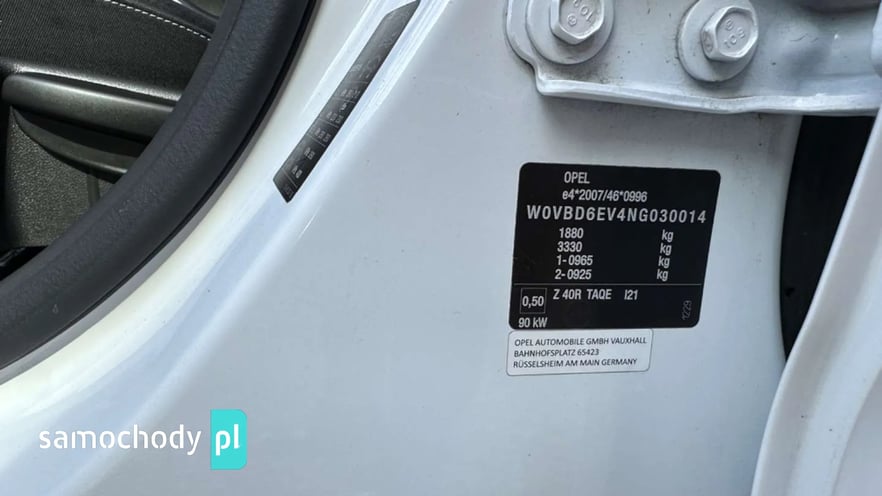 OPEL
e4*2007/46*0996
W0VBD6EV4NG030014
1880 kg
3330 kg
1-0965 kg
2-0925 kg
0,50 Z 40R TAQE I21
90 kW
1229
OPEL AUTOMOBILE GMBH VAUXHALL
BAHNHOFSPLATZ 65423
RÜSSELSHEIM AM MAIN GERMANY
samochody pl